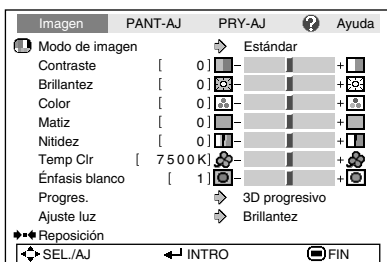 Imagen PANT-AJ PRY-AJ ? Ayuda
Modo de imagen Estándar
Contraste [ 0] - +
Brillantez [ 0] - +
Color [ 0] - +
Matiz [ 0] - +
Nitidez [ 0] - +
Temp Clr [ 7500K] - +
Énfasis blanco [ 1] - +
Progres. 3D progresivo
Ajuste luz Brillantez
Reposición
SEL./AJ INTRO FIN